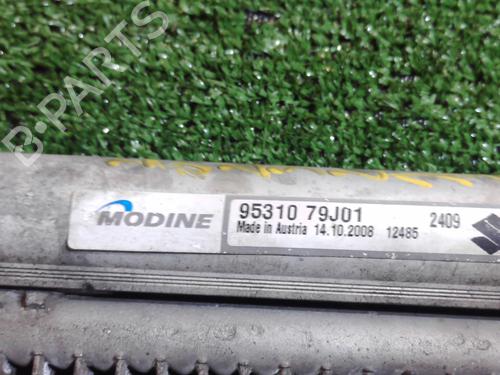 B-PARTS
MODINE
95310 79J01 2409
Made in Austria 14.10.2008 12485